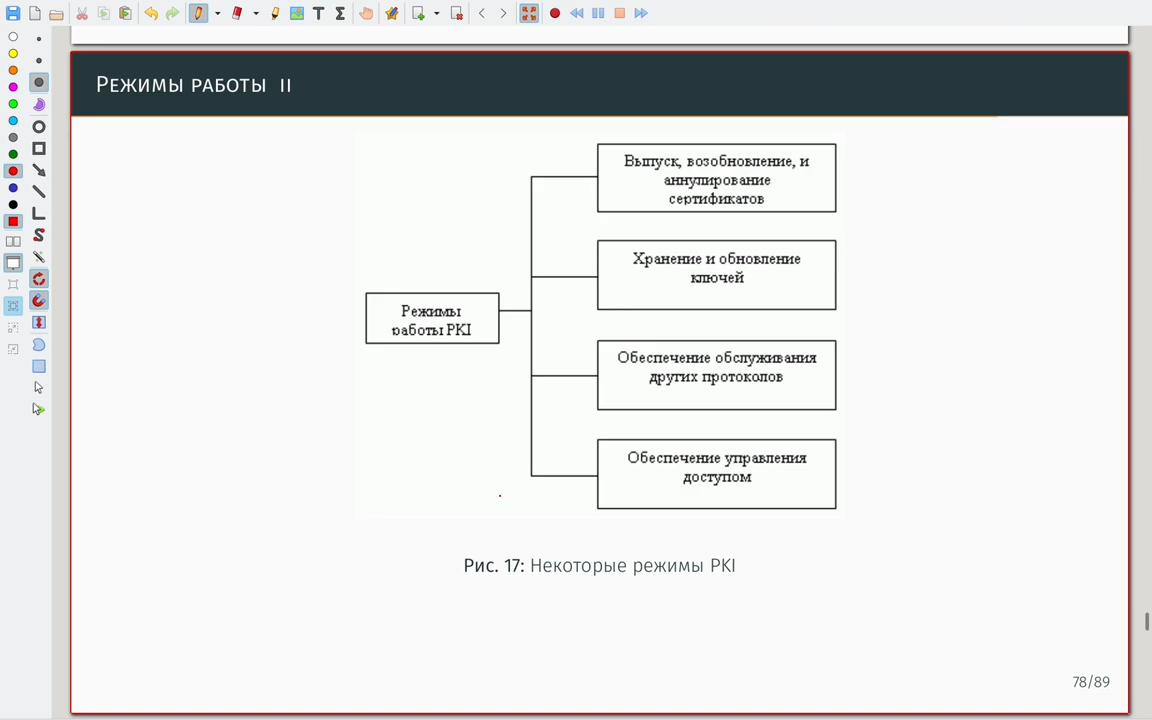 Режимы работы II
Выпуск, возобновление, и
аннулирование
сертификатов
Хранение и обновление
ключей
Режимы
работы PKI
Обеспечение обслуживания
других протоколов
Обеспечение управления
доступом
Рис. 17: Некоторые режимы PKI
78/89